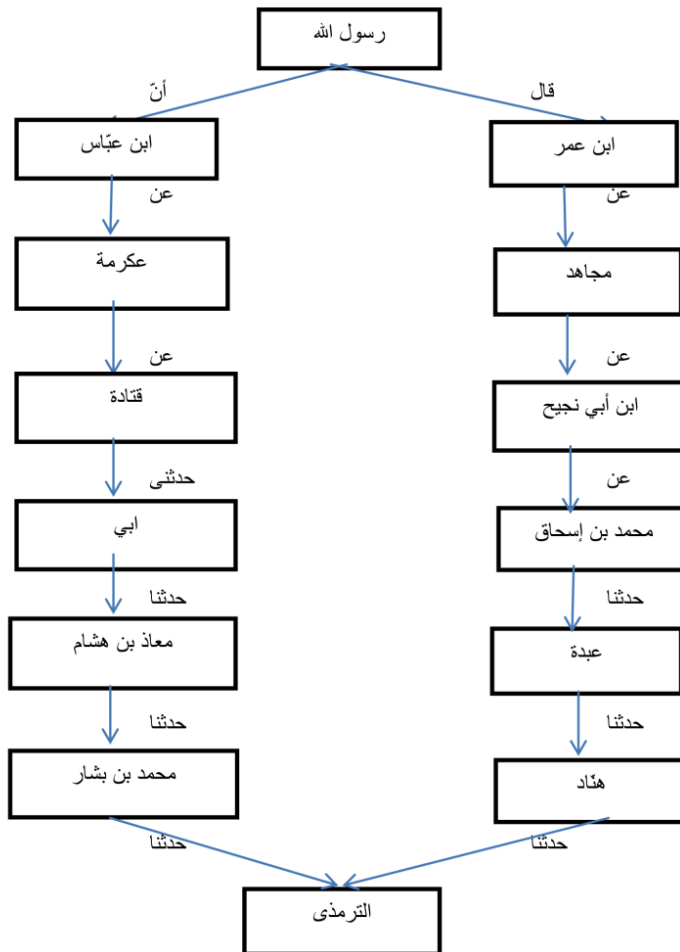 رسول الله
قال
أنّ
ابن عمر
ابن عبّاس
عن
عن
مجاهد
عكرمة
عن
عن
ابن أبي نجيح
قتادة
عن
حدثنى
محمد بن إسحاق
ابي
حدثنا
حدثنا
عبدة
معاذ بن هشام
حدثنا
حدثنا
هنّاد
محمد بن بشار
حدثنا
حدثنا
الترمذى